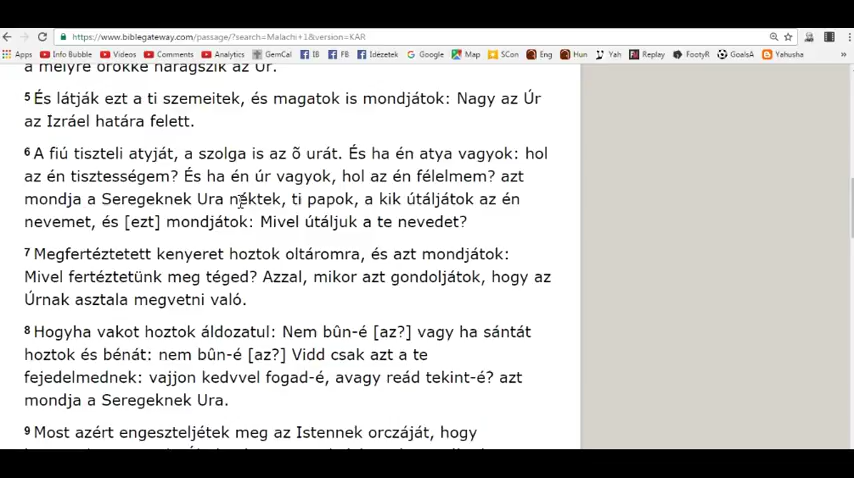 https://www.biblegateway.com/passage/?search=Malachi+1&version=KAR
Apps Info Bubble Videos Comments Analytics GemCal IB FB Idézetek Google Map SCon Eng Hun Yah Replay FootyR GoalsA Yahusha
a melyre örökké haragszik az Úr.
5 És látják ezt a ti szemeitek, és magatok is mondjátok: Nagy az Úr
az Izráel határa felett.
6 A fiú tiszteli atyját, a szolga is az õ urát. És ha én atya vagyok: hol
az én tisztességem? És ha én úr vagyok, hol az én félelmem? azt
mondja a Seregeknek Ura néktek, ti papok, a kik útáljátok az én
nevemet, és [ezt] mondjátok: Mivel útáljuk a te nevedet?
7 Megfertéztetett kenyeret hoztok oltáromra, és azt mondjátok:
Mivel fertéztetünk meg téged? Azzal, mikor azt gondoljátok, hogy az
Úrnak asztala megvetni való.
8 Hogyha vakot hoztok áldozatul: Nem bûn-é [az?] vagy ha sántát
hoztok és bénát: nem bûn-é [az?] Vidd csak azt a te
fejedelmednek: vajjon kedvvel fogad-é, avagy reád tekint-é? azt
mondja a Seregeknek Ura.
9 Most azért engeszteljétek meg az Istennek orczáját, hogy